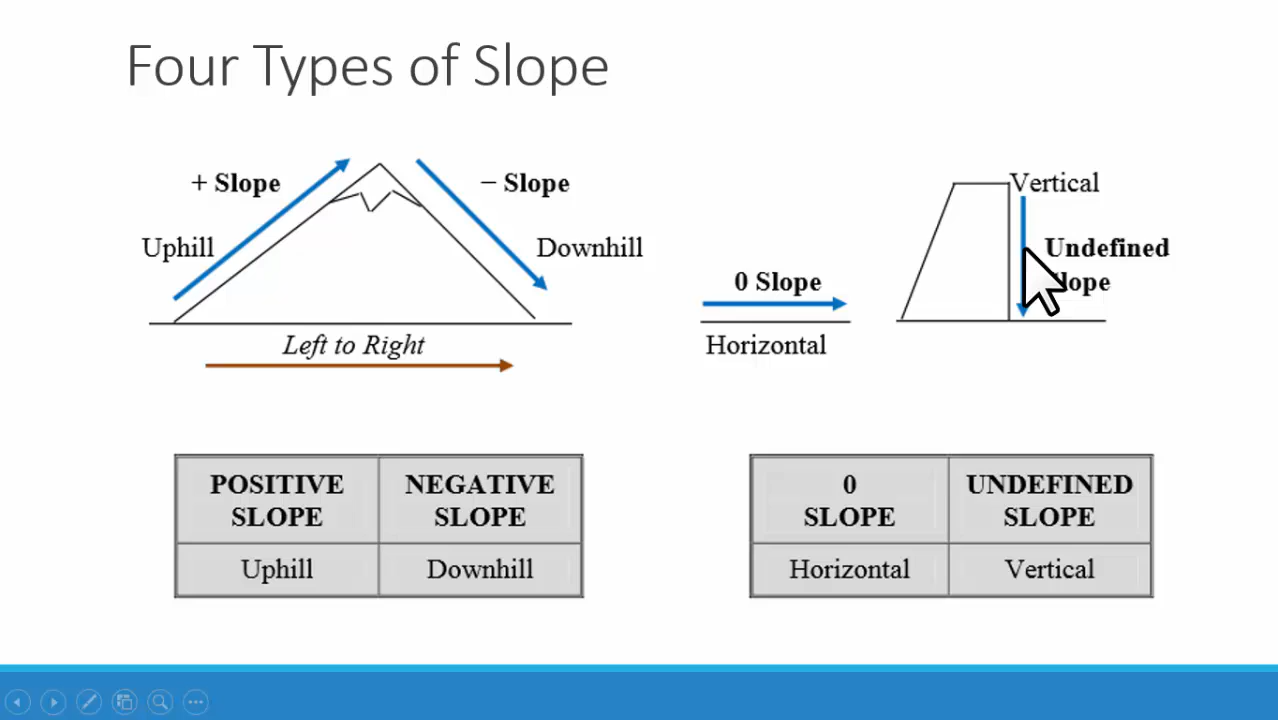 Four Types of Slope
+ Slope
− Slope
Uphill
Downhill
Left to Right
0 Slope
Horizontal
Vertical
Undefined
lope
POSITIVE
SLOPE
NEGATIVE
SLOPE
Uphill
Downhill
0
SLOPE
UNDEFINED
SLOPE
Horizontal
Vertical